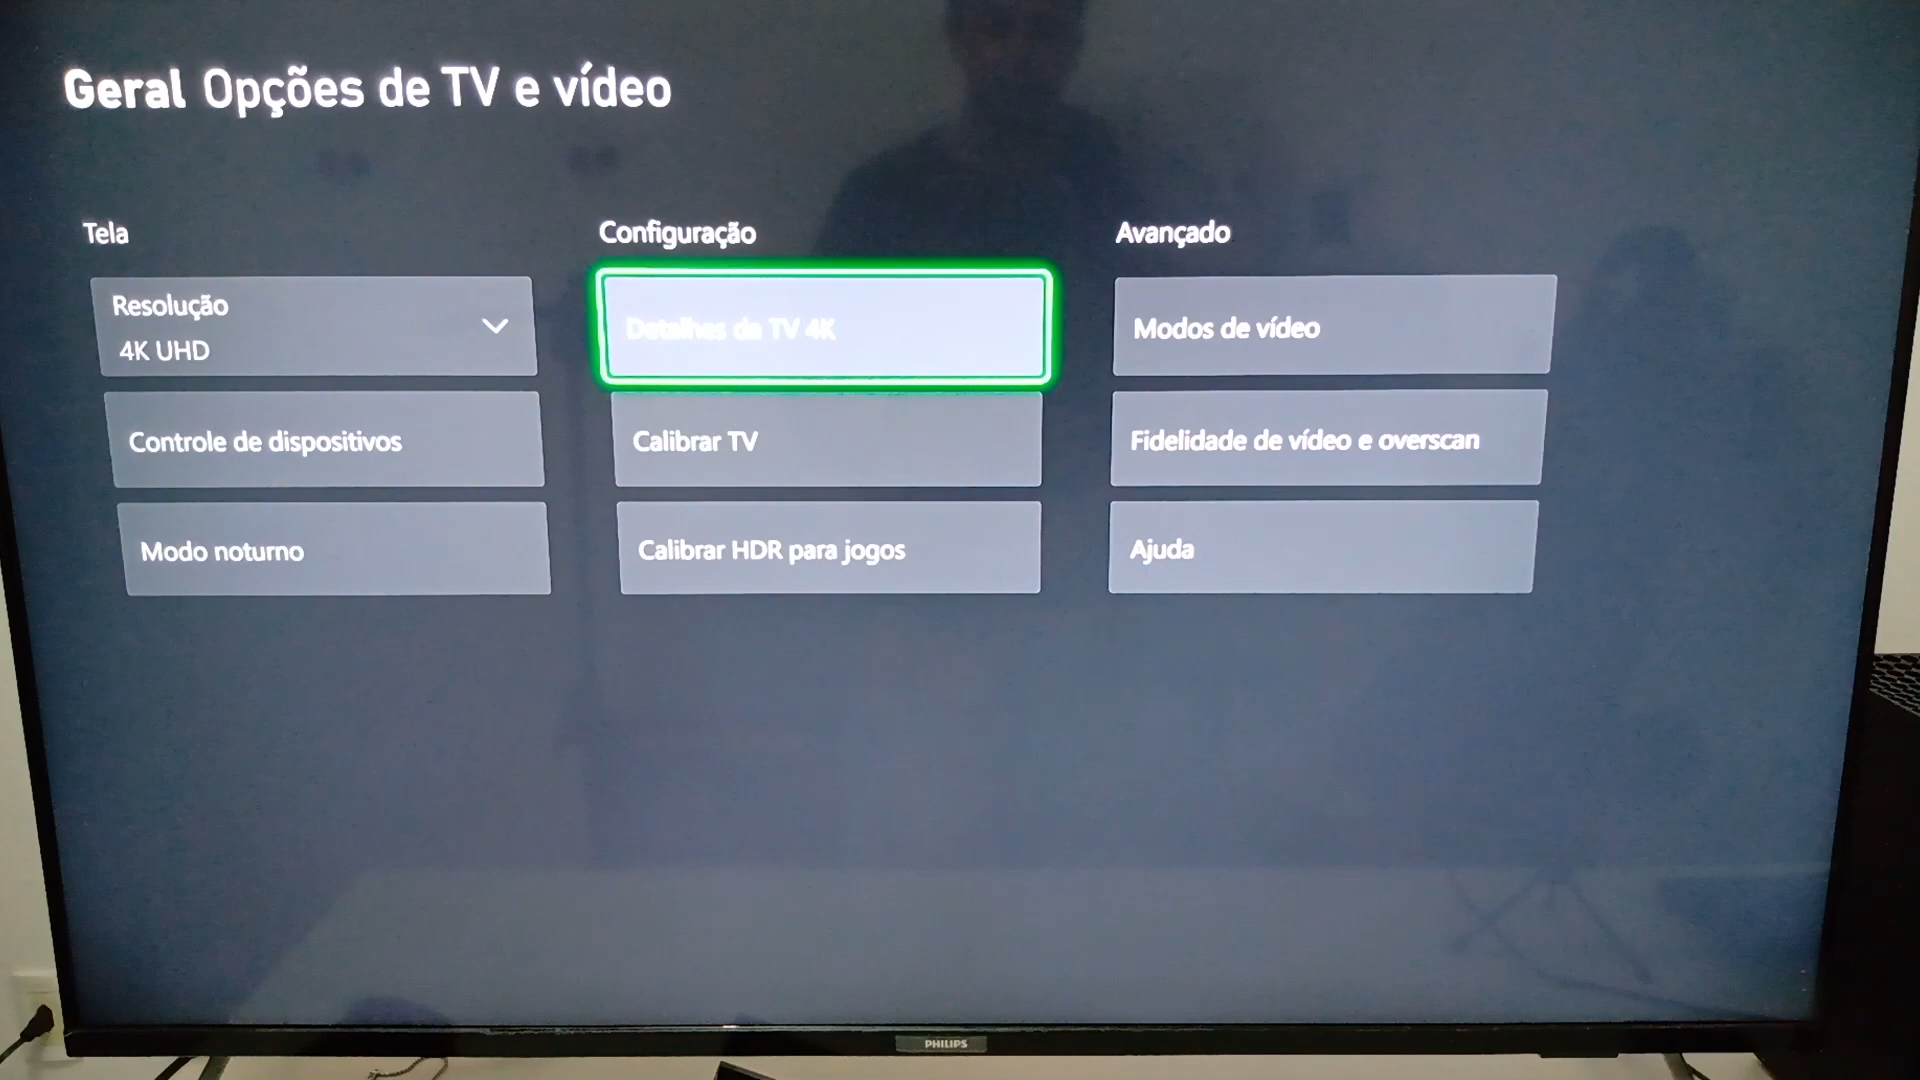 Geral Opções de TV e vídeo
Tela
Resolução
4K UHD
Controle de dispositivos
Modo noturno
Configuração
Detalhes da TV 4K
Calibrar TV
Calibrar HDR para jogos
Avançado
Modos de vídeo
Fidelidade de vídeo e overscan
Ajuda
PHILIPS